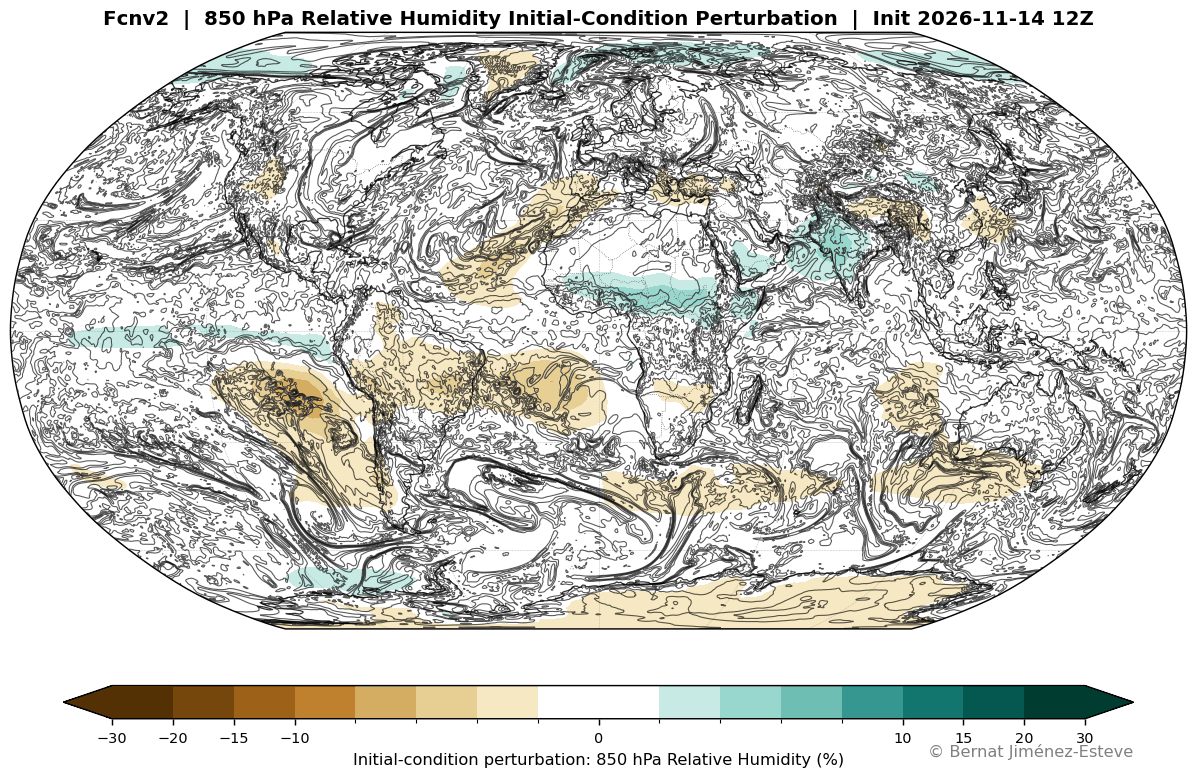 Fcnv2 | 850 hPa Relative Humidity Initial-Condition Perturbation | Init 2026-11-14 12Z
−30 −20 −15 −10 0 10 15 20 30
Initial-condition perturbation: 850 hPa Relative Humidity (%)
© Bernat Jiménez-Esteve